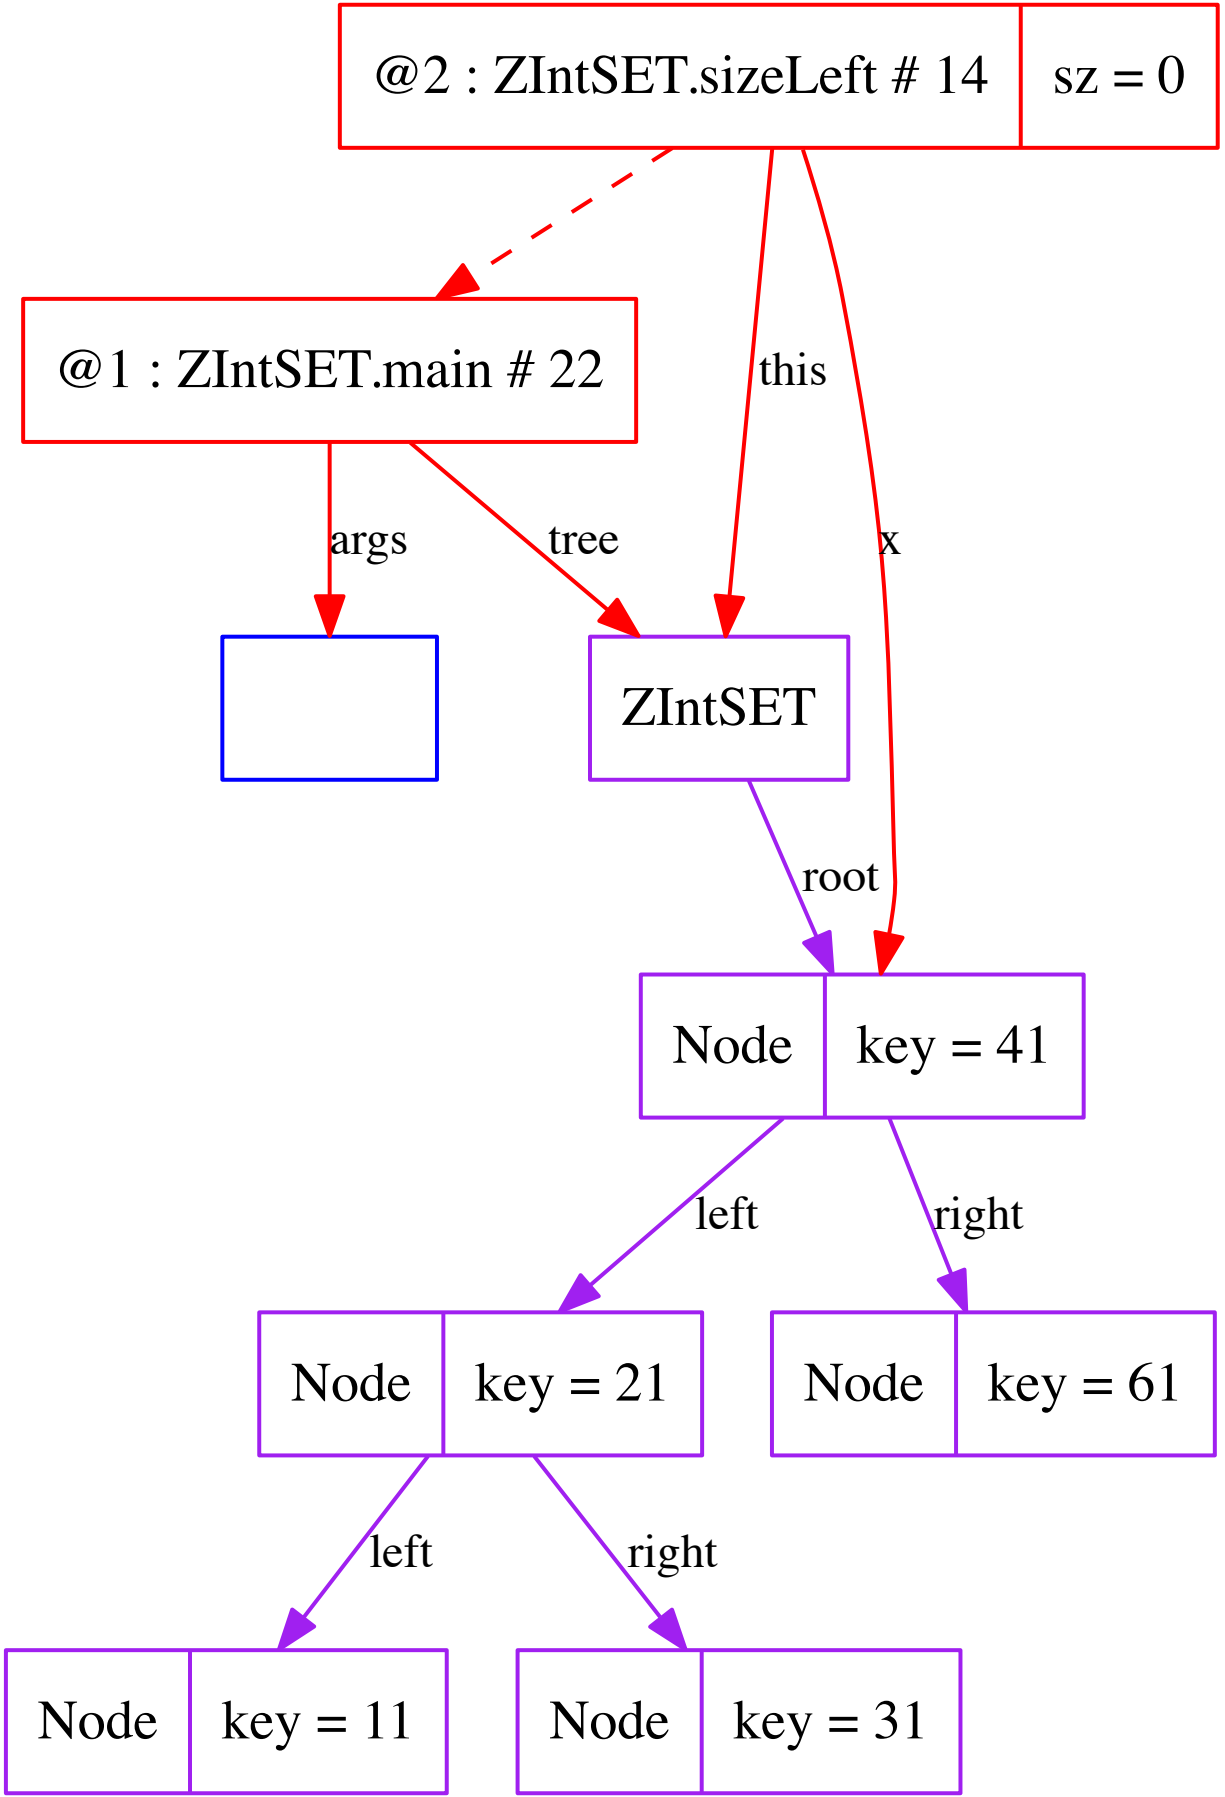 @2 : ZIntSET.sizeLeft # 14 sz = 0
@1 : ZIntSET.main # 22
this
args
tree
x
ZIntSET
root
Node key = 41
left
right
Node key = 21
Node key = 61
left
right
Node key = 11
Node key = 31